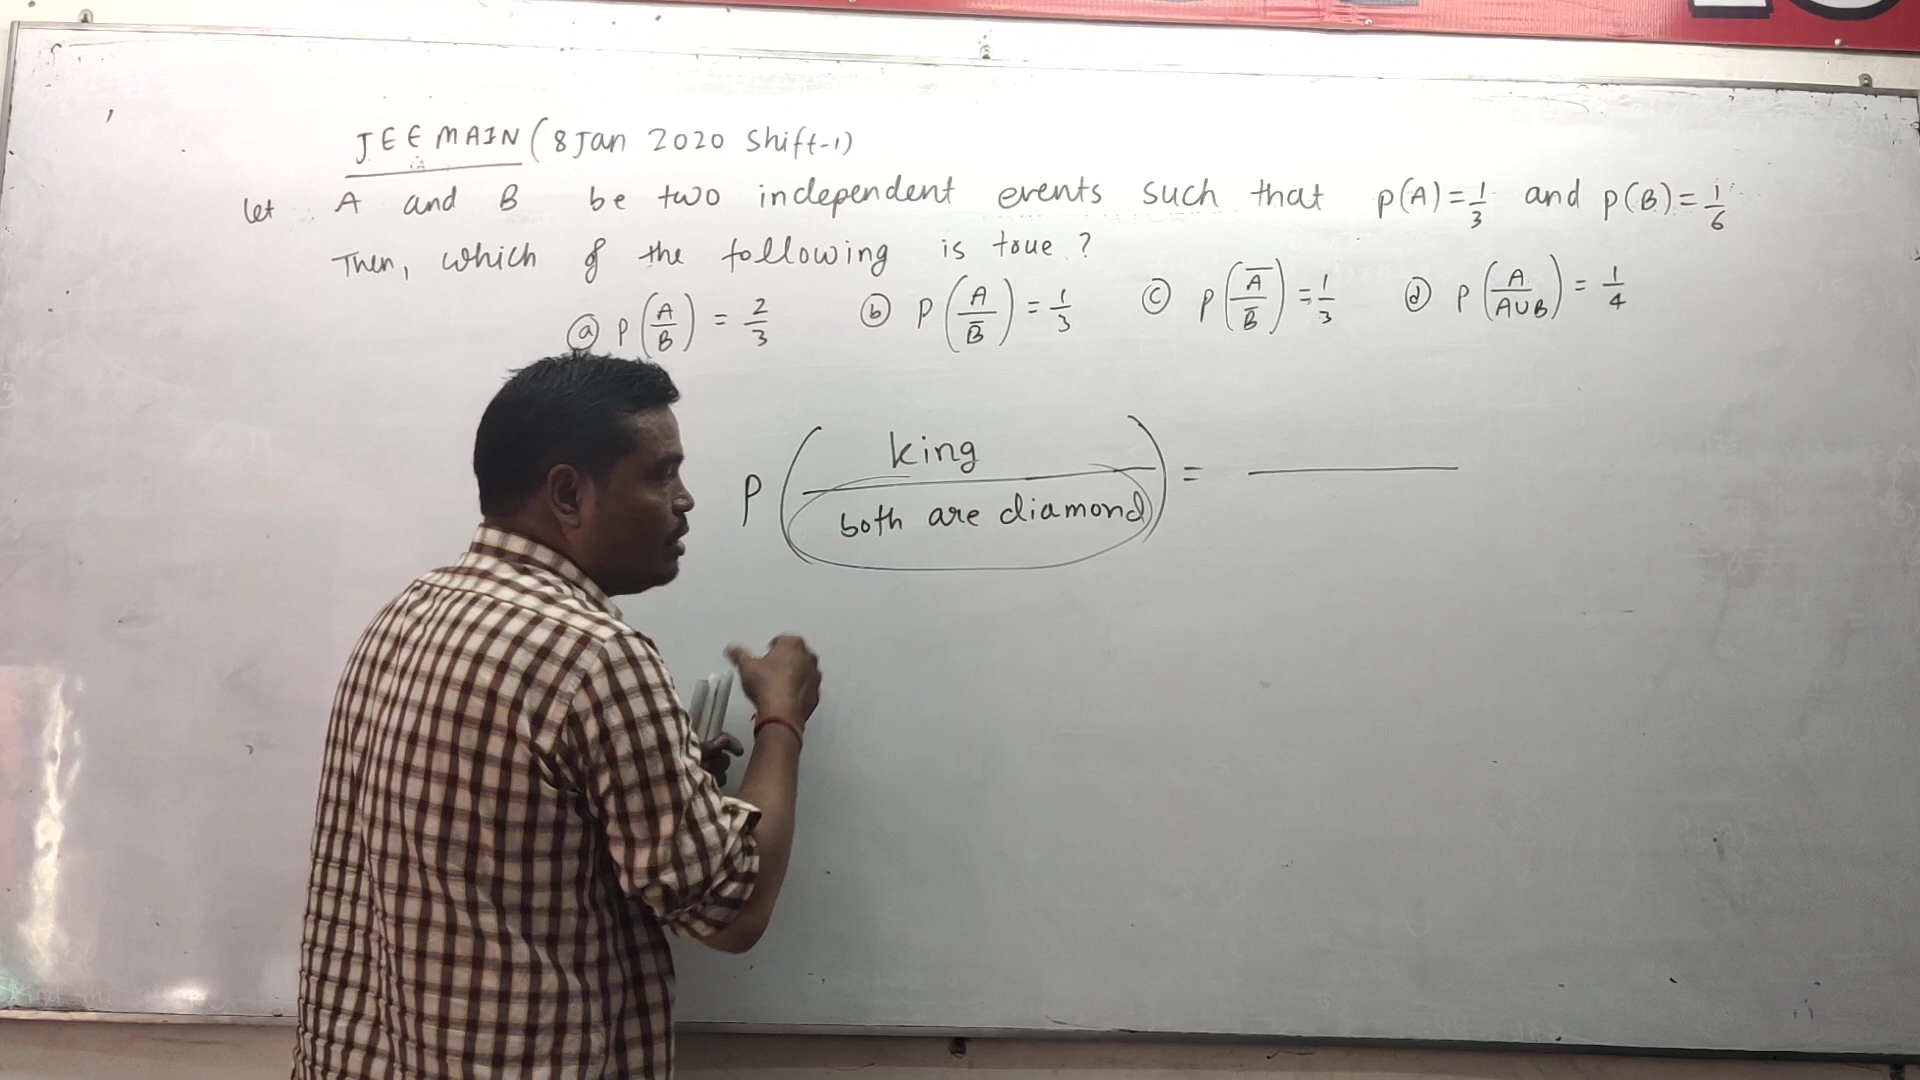 JEE MAIN (8 Jan 2020 Shift-1)
let A and B be two independent events such that P(A)=1/3 and P(B)=1/6
Then, which of the following is true ?
(a) P(A/B) = 2/3 (b) P(A/B̅) = 1/3 (c) P(A̅/B̅) = 1/3 (d) P(A/A∪B) = 1/4
P(king/both are diamond) =